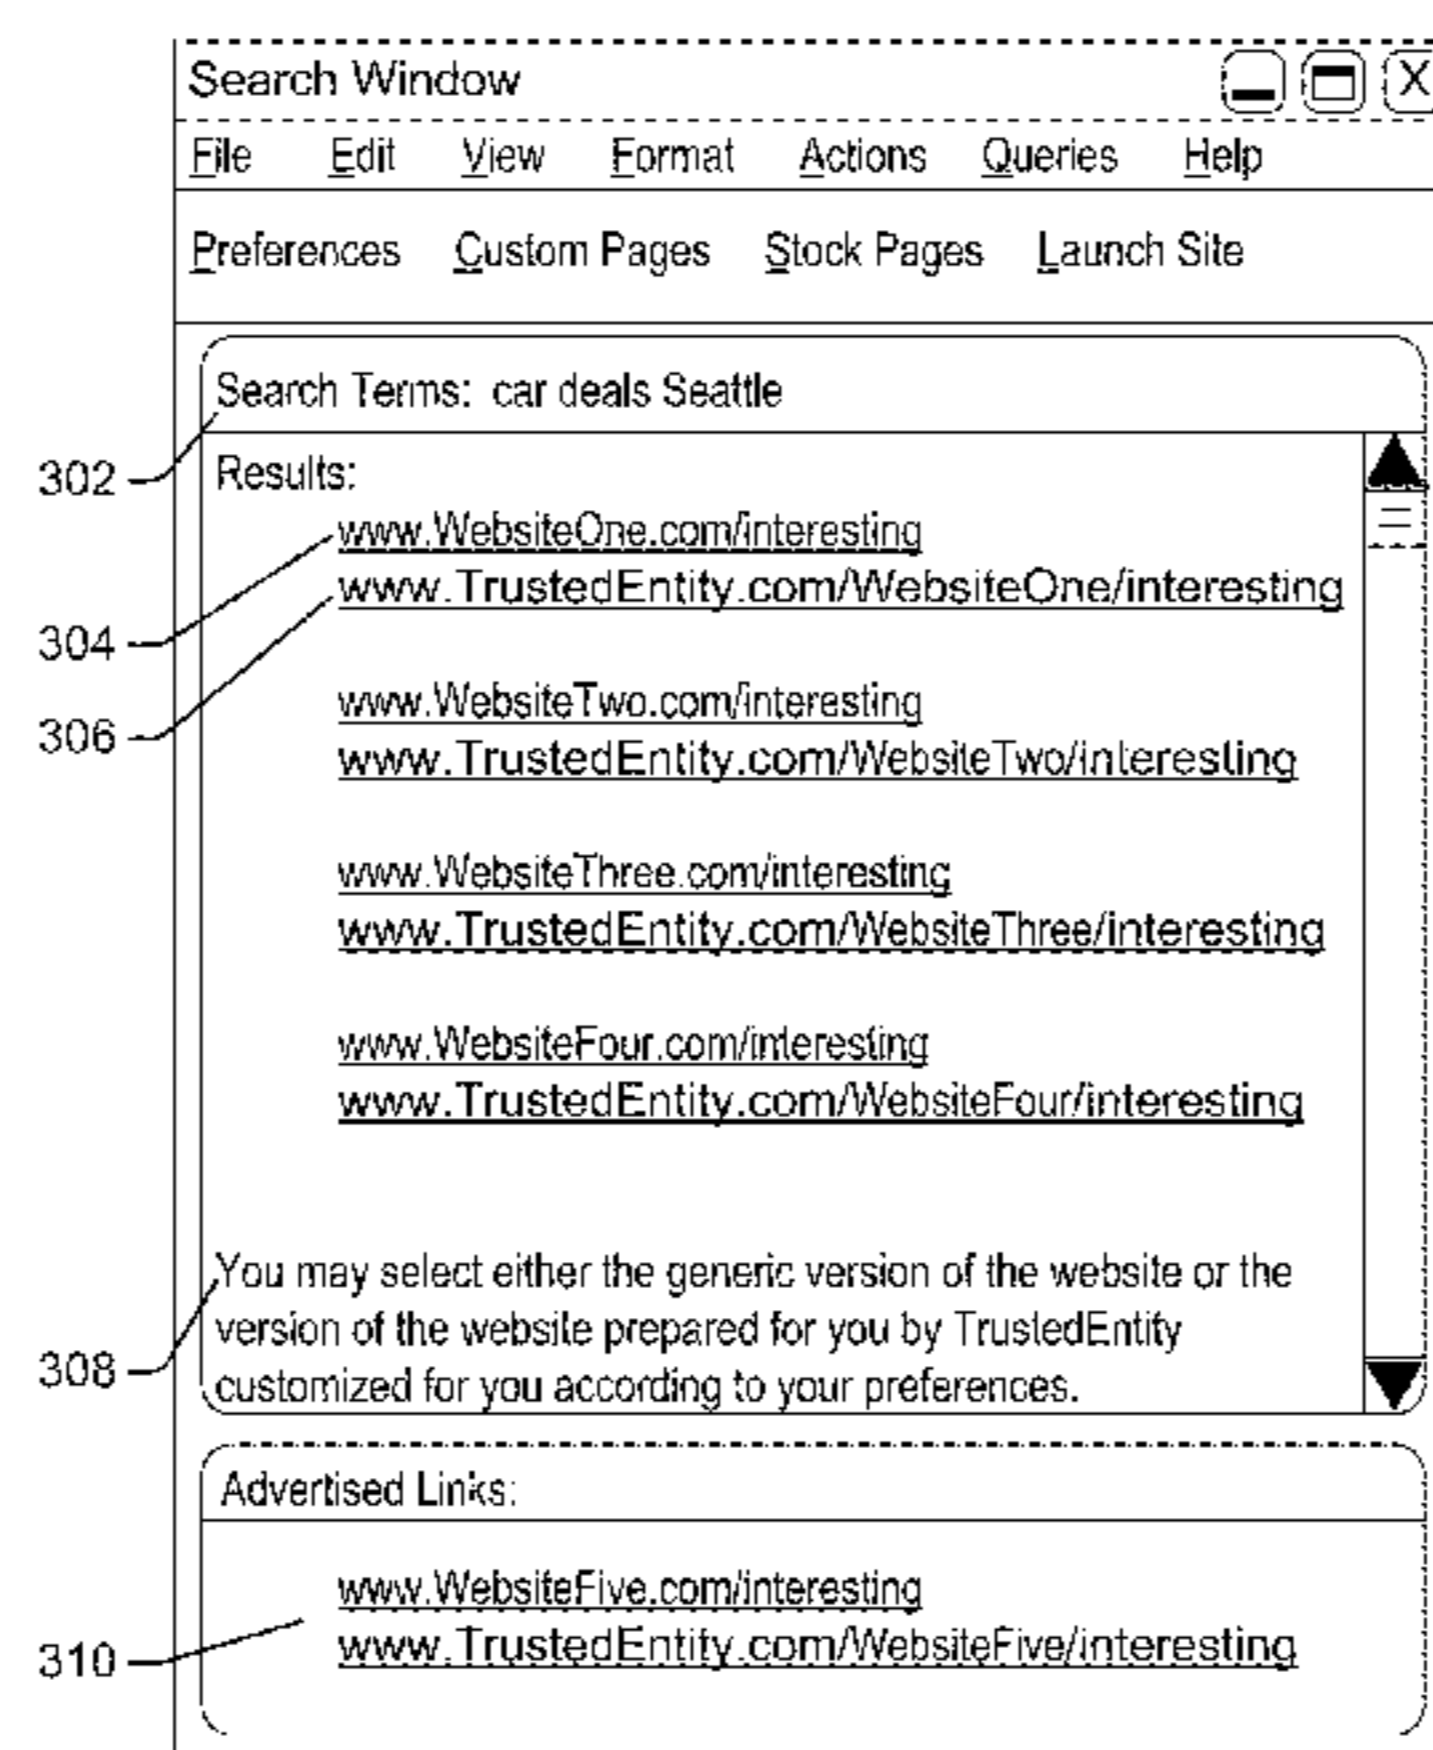 Search Window
X
File Edit View Format Actions Queries Help
Preferences Custom Pages Stock Pages Launch Site
Search Terms: car deals Seattle
302
Results:
www.WebsiteOne.com/interesting
www.TrustedEntity.com/WebsiteOne/interesting
304
www.WebsiteTwo.com/interesting
306
www.TrustedEntity.com/WebsiteTwo/interesting
www.WebsiteThree.com/interesting
www.TrustedEntity.com/WebsiteThree/interesting
www.WebsiteFour.com/interesting
www.TrustedEntity.com/WebsiteFour/interesting
You may select either the generic version of the website or the
version of the website prepared for you by TrustedEntity
308
customized for you according to your preferences.
Advertised Links:
www.WebsiteFive.com/interesting
www.TrustedEntity.com/WebsiteFive/interesting
310